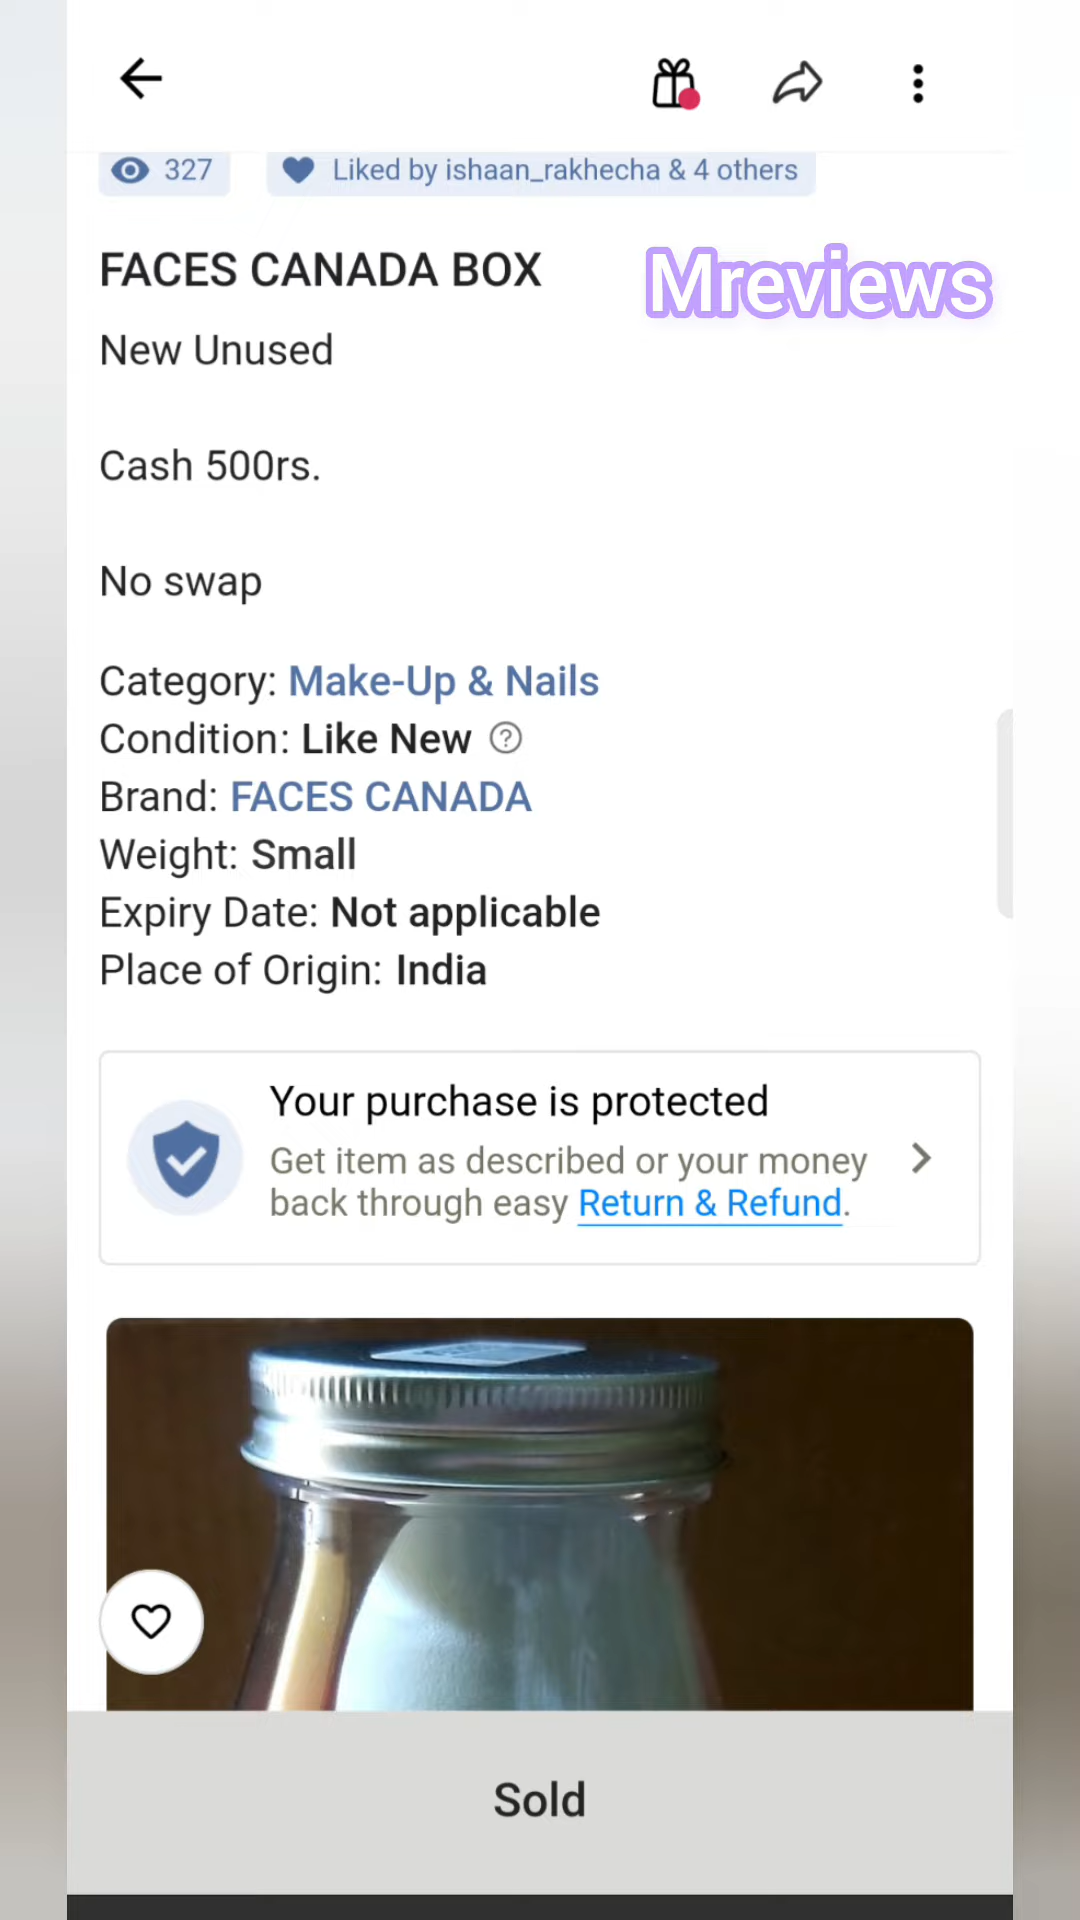 327
Liked by ishaan_rakhecha & 4 others
FACES CANADA BOX
Mreviews
New Unused
Cash 500rs.
No swap
Category: Make-Up & Nails
Condition: Like New ?
Brand: FACES CANADA
Weight: Small
Expiry Date: Not applicable
Place of Origin: India
Your purchase is protected
Get item as described or your money
back through easy Return & Refund.
Sold